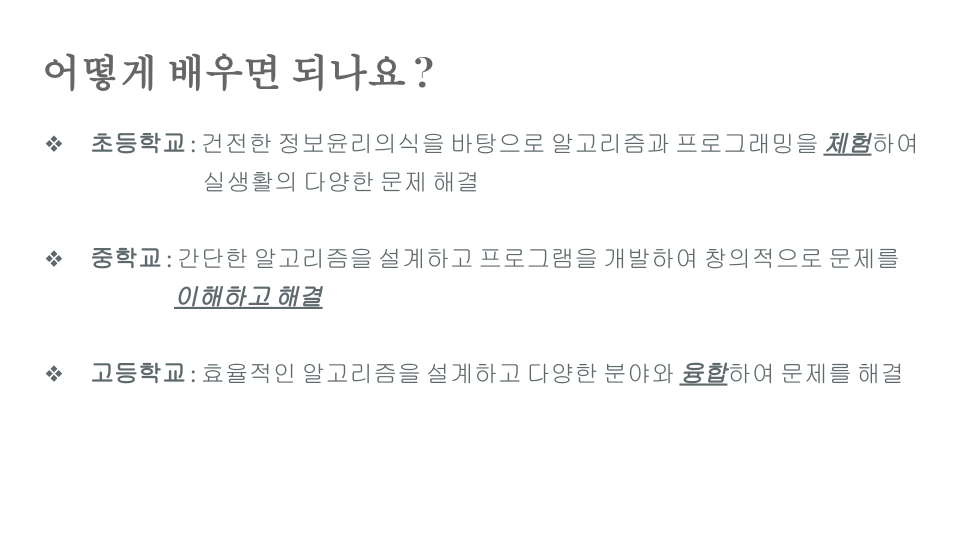 어떻게 배우면 되나요?
❖ 초등학교 : 건전한 정보윤리의식을 바탕으로 알고리즘과 프로그래밍을 체험하여
실생활의 다양한 문제 해결
❖ 중학교 : 간단한 알고리즘을 설계하고 프로그램을 개발하여 창의적으로 문제를
이해하고 해결
❖ 고등학교 : 효율적인 알고리즘을 설계하고 다양한 분야와 융합하여 문제를 해결